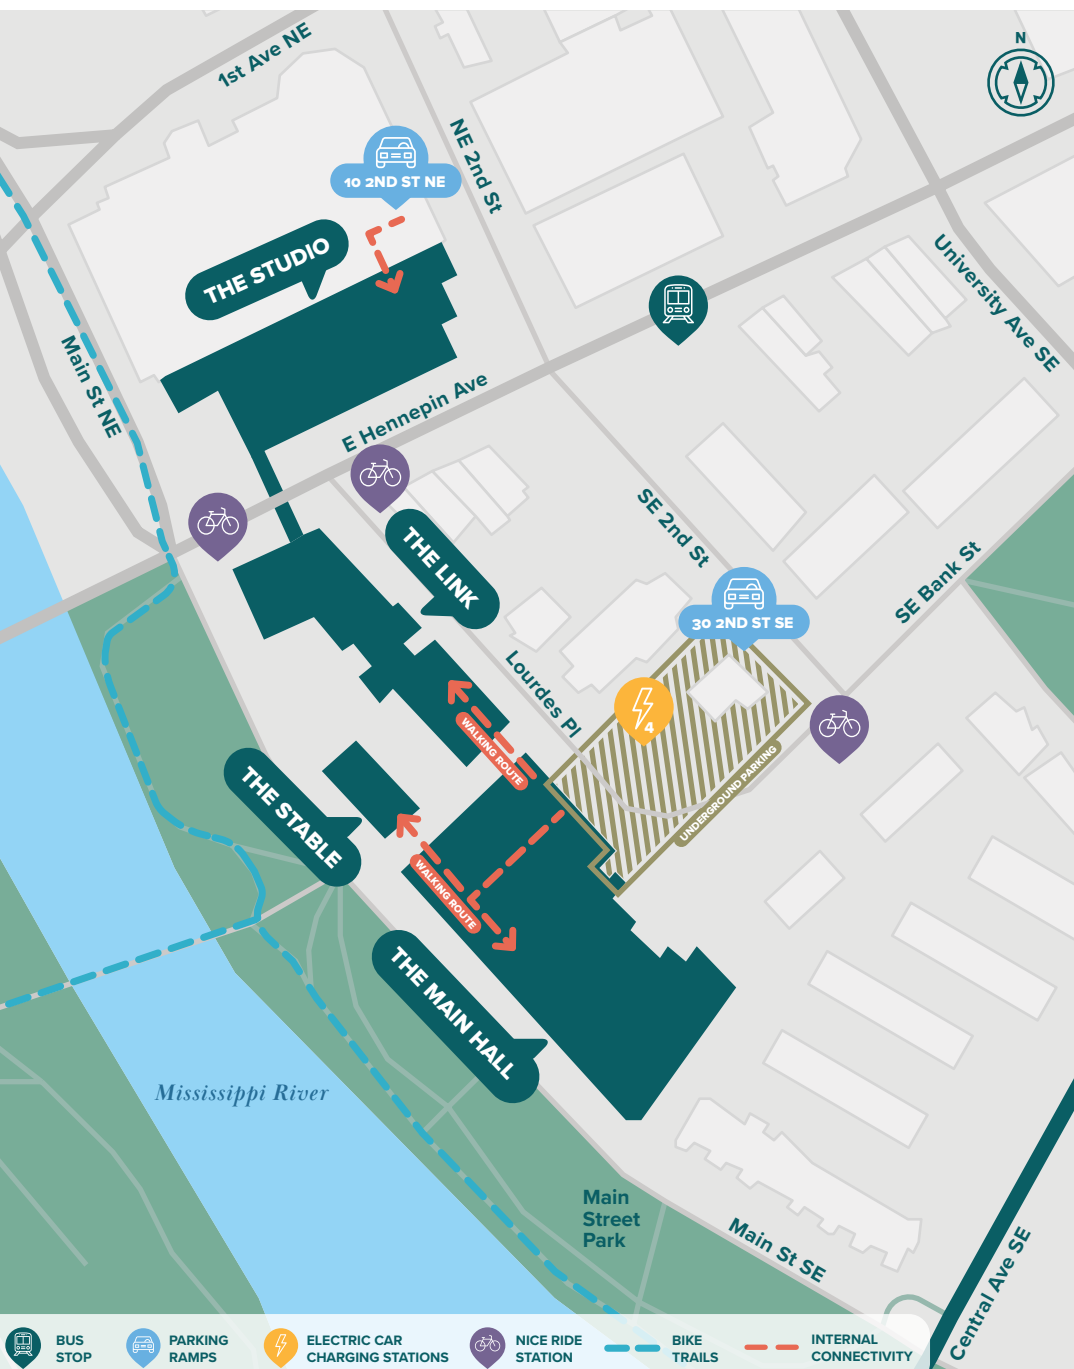 1st Ave NE
N
NE 2nd St
10 2ND ST NE
THE STUDIO
University Ave SE
Main St NE
E Hennepin Ave
THE LINK
SE 2nd St
SE Bank St
30 2ND ST SE
Lourdes Pl
4
WALKING ROUTE
UNDERGROUND PARKING
THE STABLE
WALKING ROUTE
THE MAIN HALL
Mississippi River
Main
Street
Park
Main St SE
Central Ave SE
BUS
STOP
PARKING
RAMPS
ELECTRIC CAR
CHARGING STATIONS
NICE RIDE
STATION
BIKE
TRAILS
INTERNAL
CONNECTIVITY